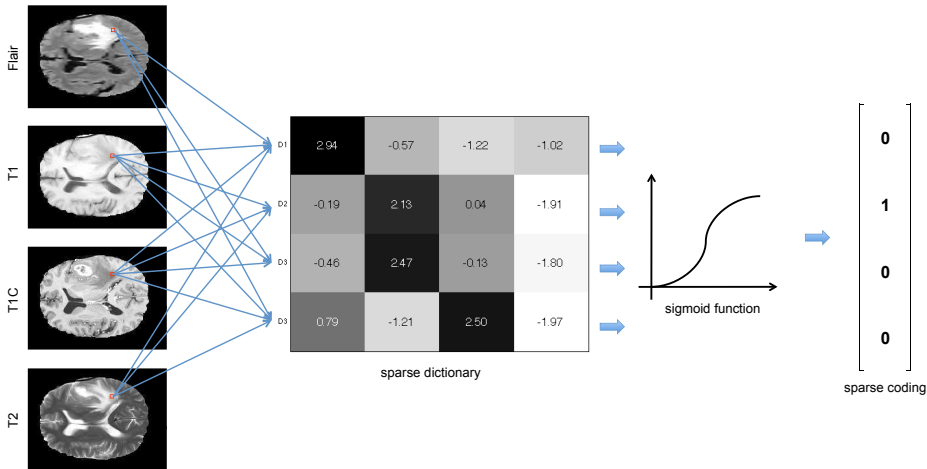 Flair
T1
T1C
T2
D1 2.94 -0.57 -1.22 -1.02
D2 -0.19 2.13 0.04 -1.91
D3 -0.46 2.47 -0.13 -1.80
D3 0.79 -1.21 2.50 -1.97
sparse dictionary
sigmoid function
0
1
0
0
sparse coding